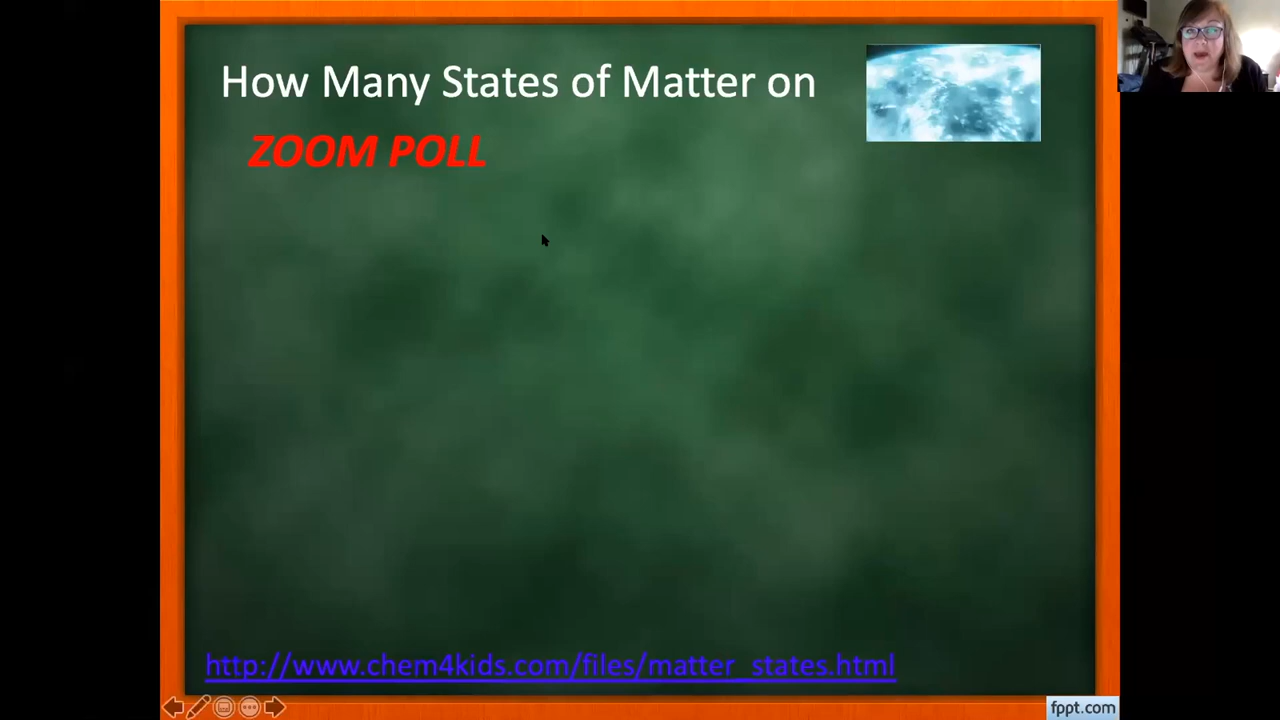 How Many States of Matter on
ZOOM POLL
http://www.chem4kids.com/files/matter_states.html
fppt.com